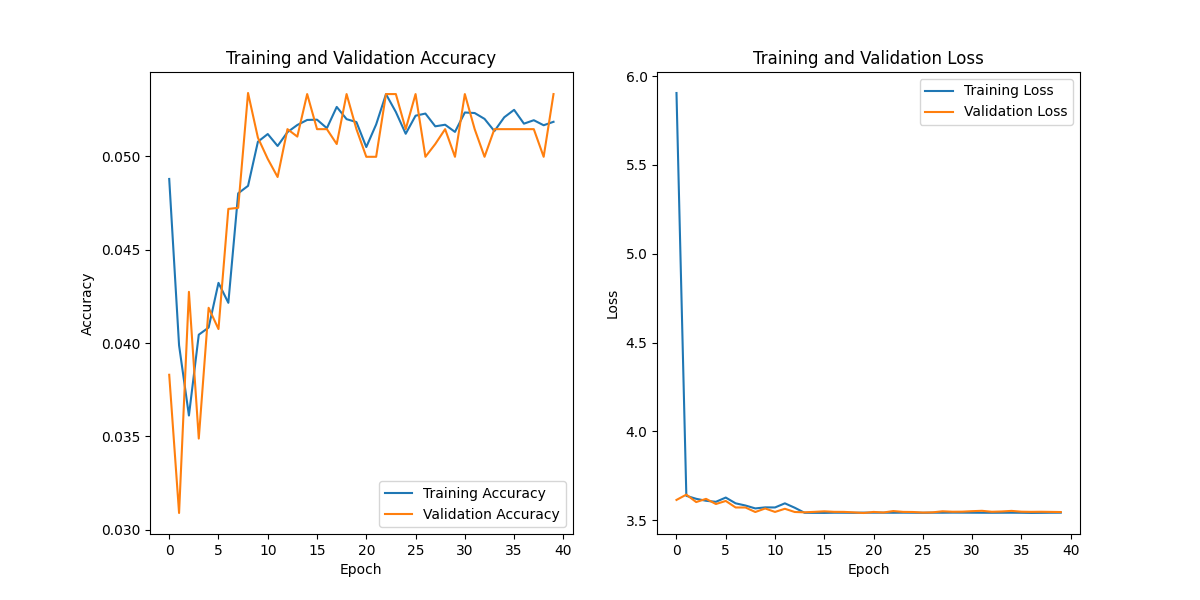 Training and Validation Accuracy
Accuracy
0.050
0.045
0.040
0.035
0.030
0 5 10 15 20 25 30 35 40
Epoch
Training Accuracy
Validation Accuracy
Training and Validation Loss
Loss
6.0
5.5
5.0
4.5
4.0
3.5
0 5 10 15 20 25 30 35 40
Epoch
Training Loss
Validation Loss